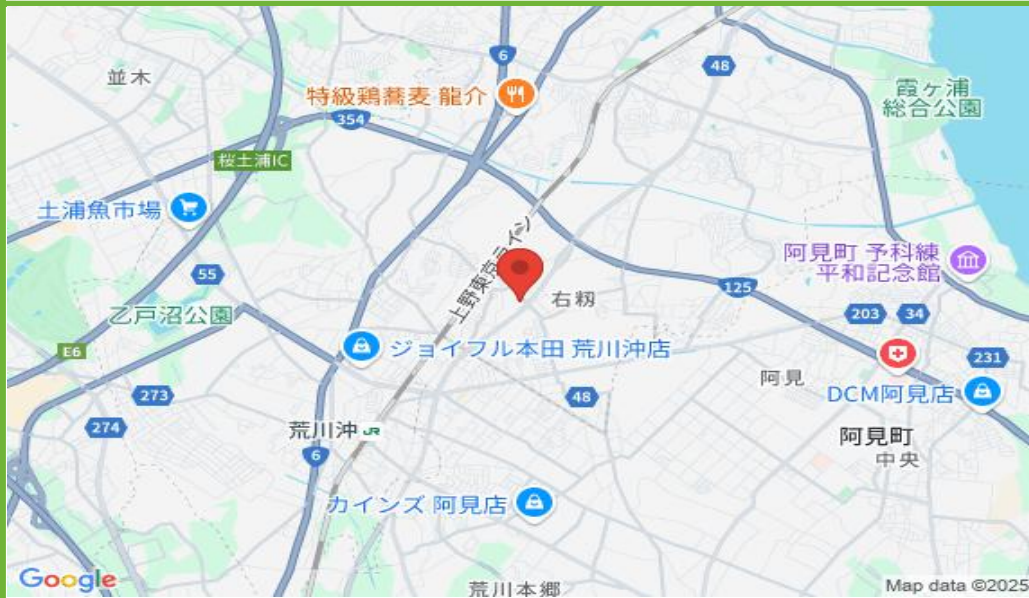 並木
6
48
霞ヶ浦
総合公園
特級鶏蕎麦 龍介
354
桜土浦IC
土浦魚市場
上野東京ライン
阿見町 予科練
平和記念館
55
右籾
125
乙戸沼公園
203
34
E6
ジョイフル本田 荒川沖店
231
阿見
273
48
DCM阿見店
274
荒川沖
JR
阿見町
6
中央
カインズ 阿見店
Google
荒川本郷
Map data ©2025